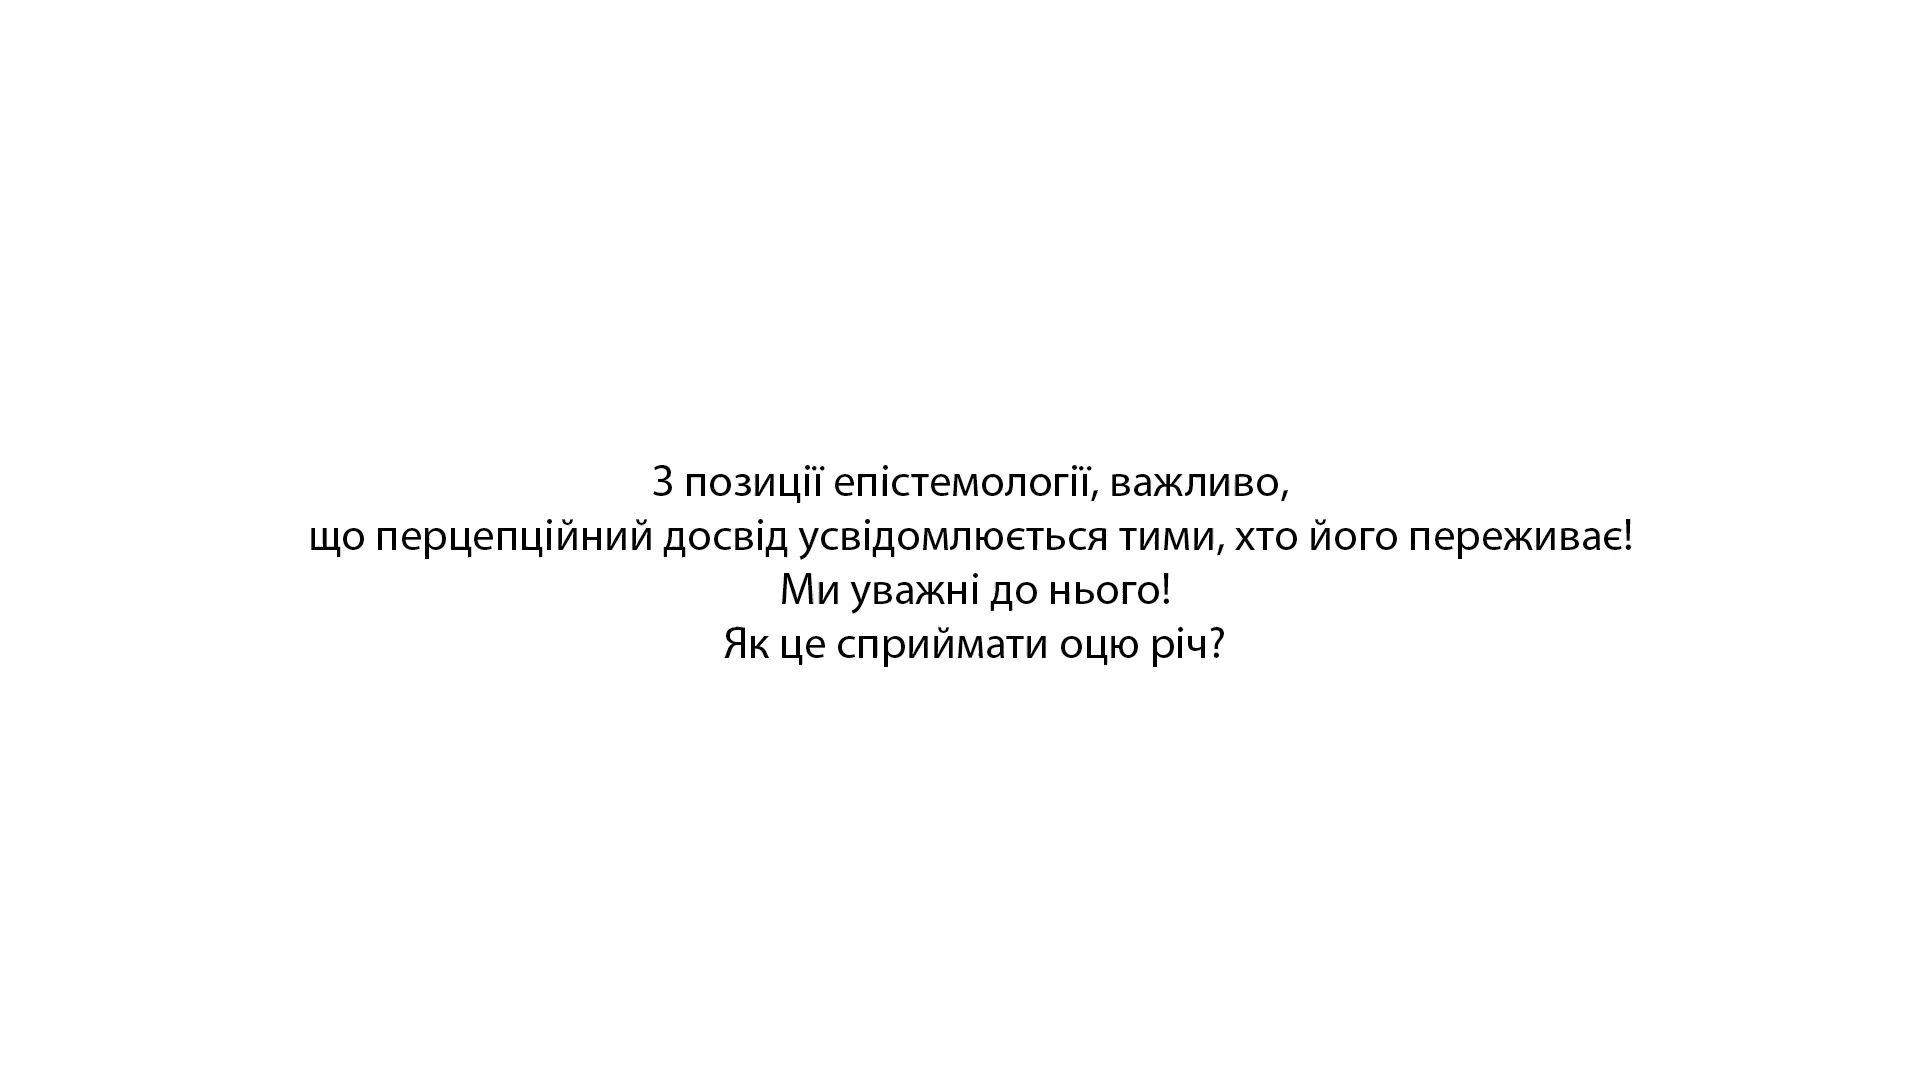 З позиції епістемології, важливо,
що перцепційний досвід усвідомлюється тими, хто його переживає!
Ми уважні до нього!
Як це сприймати оцю річ?